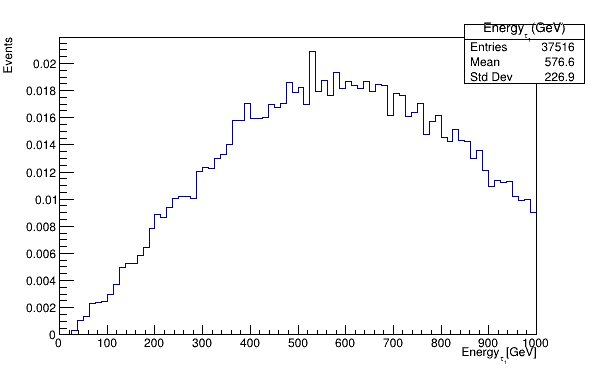 Energy_τ₁ (GeV)
Entries 37516
Mean 576.6
Std Dev 226.9
Events
0.02
0.018
0.016
0.014
0.012
0.01
0.008
0.006
0.004
0.002
0
0 100 200 300 400 500 600 700 800 900 1000
Energy_τ₁ [GeV]